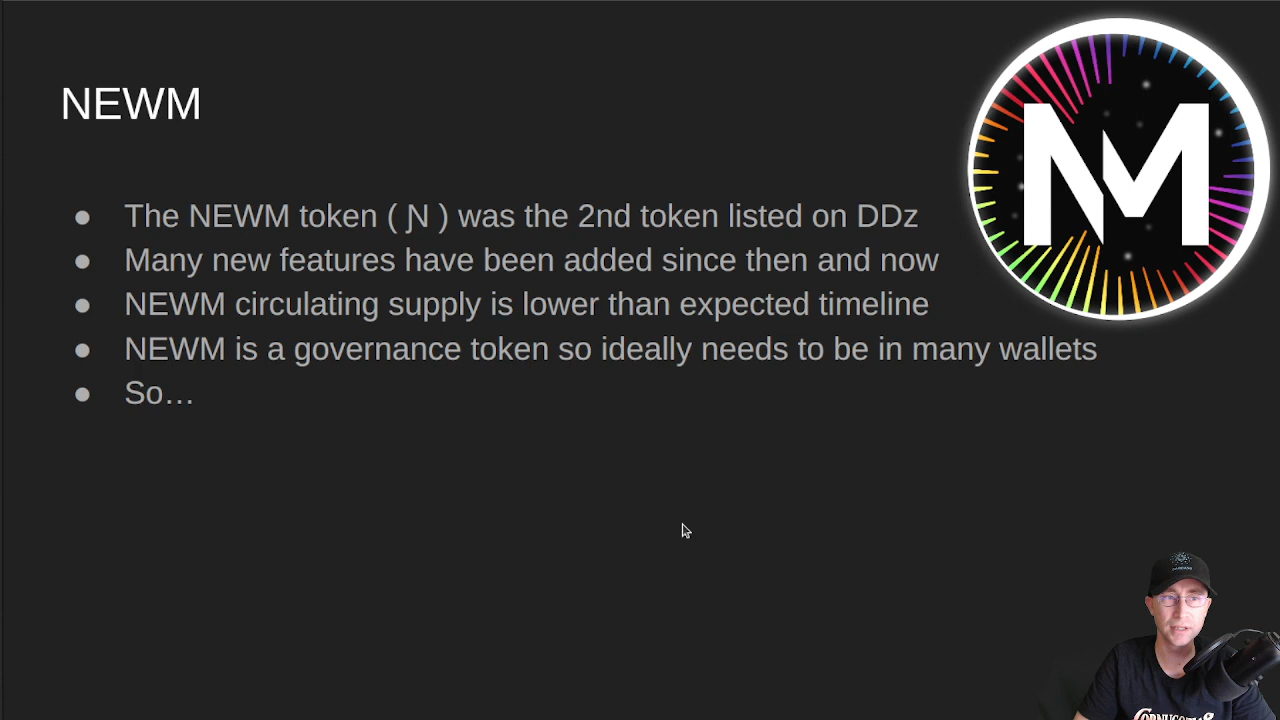 NEWM
NM
● The NEWM token ( Ɲ ) was the 2nd token listed on DDz
● Many new features have been added since then and now
● NEWM circulating supply is lower than expected timeline
● NEWM is a governance token so ideally needs to be in many wallets
● So…